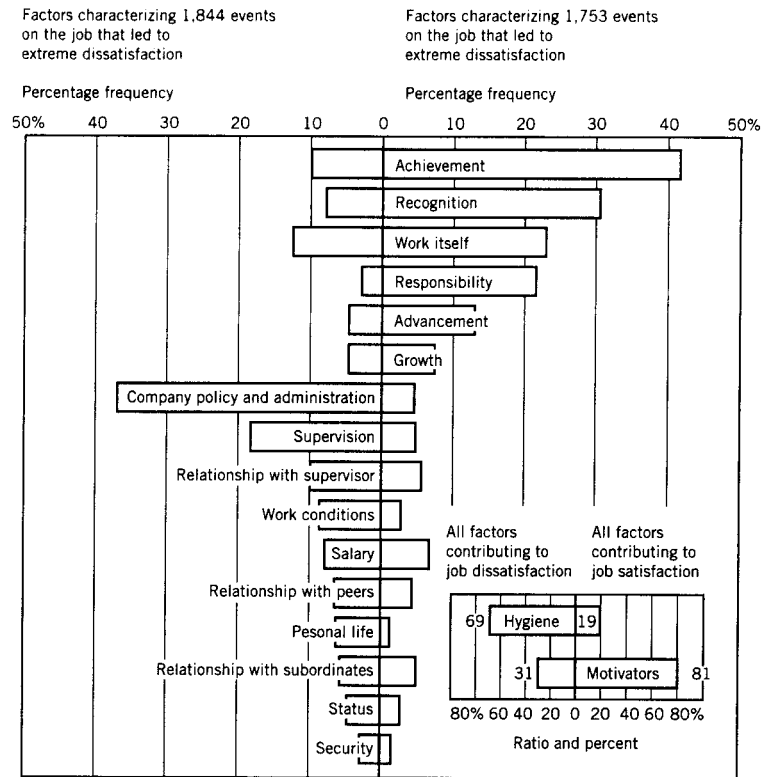 Factors characterizing 1,844 events
on the job that led to
extreme dissatisfaction
Factors characterizing 1,753 events
on the job that led to
extreme dissatisfaction
Percentage frequency
Percentage frequency
50% 40 30 20 10 0 10 20 30 40 50%
Achievement
Recognition
Work itself
Responsibility
Advancement
Growth
Company policy and administration
Supervision
Relationship with supervisor
Work conditions
Salary
Relationship with peers
Pesonal life
Relationship with subordinates
Status
Security
All factors
contributing to
job dissatisfaction
All factors
contributing to
job satisfaction
69 Hygiene 19
31 Motivators 81
80% 60 40 20 0 20 40 60 80%
Ratio and percent